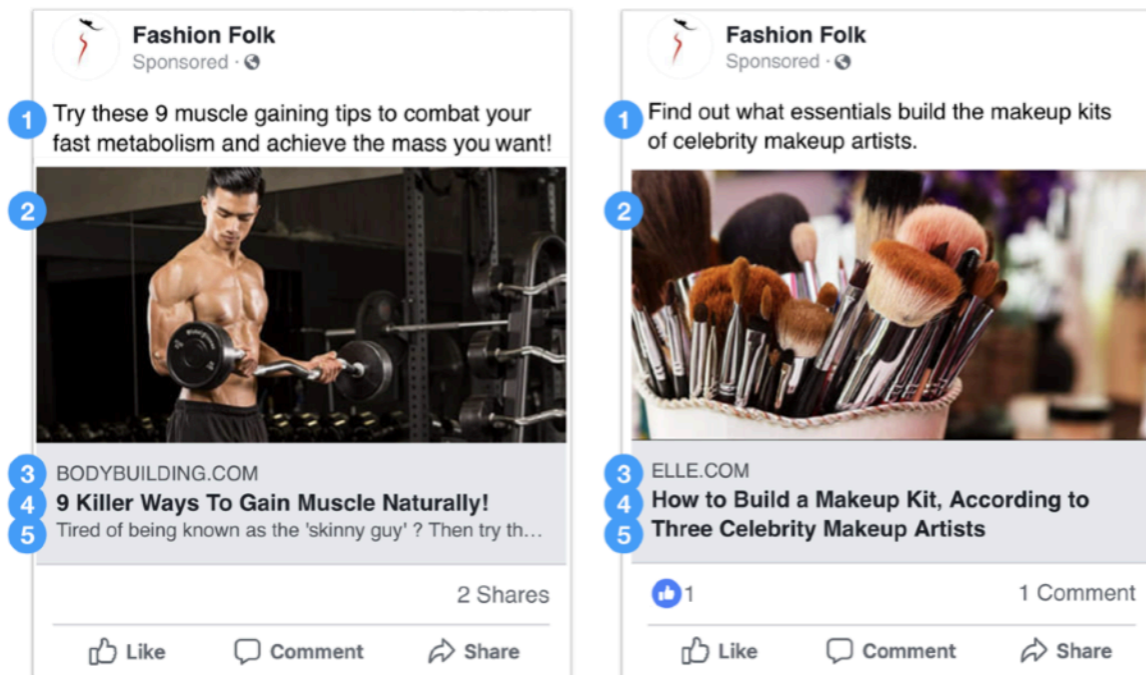 Fashion Folk
Sponsored ·
1
Try these 9 muscle gaining tips to combat your
fast metabolism and achieve the mass you want!
2
3
BODYBUILDING.COM
4
9 Killer Ways To Gain Muscle Naturally!
5
Tired of being known as the 'skinny guy' ? Then try th...
2 Shares
Like
Comment
Share
Fashion Folk
Sponsored ·
1
Find out what essentials build the makeup kits
of celebrity makeup artists.
2
3
ELLE.COM
4
How to Build a Makeup Kit, According to
5
Three Celebrity Makeup Artists
1
1 Comment
Like
Comment
Share